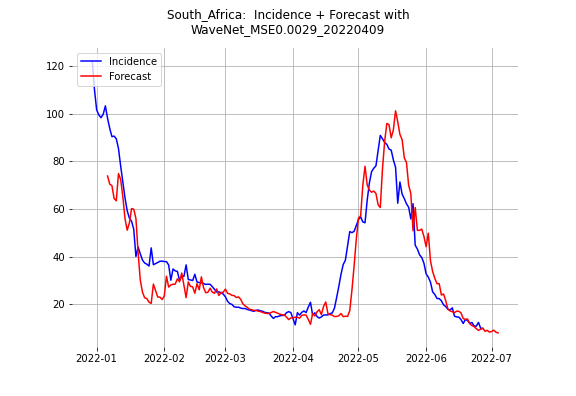 South_Africa:  Incidence + Forecast with
WaveNet_MSE0.0029_20220409
Incidence
Forecast
120
100
80
60
40
20
2022-01 2022-02 2022-03 2022-04 2022-05 2022-06 2022-07